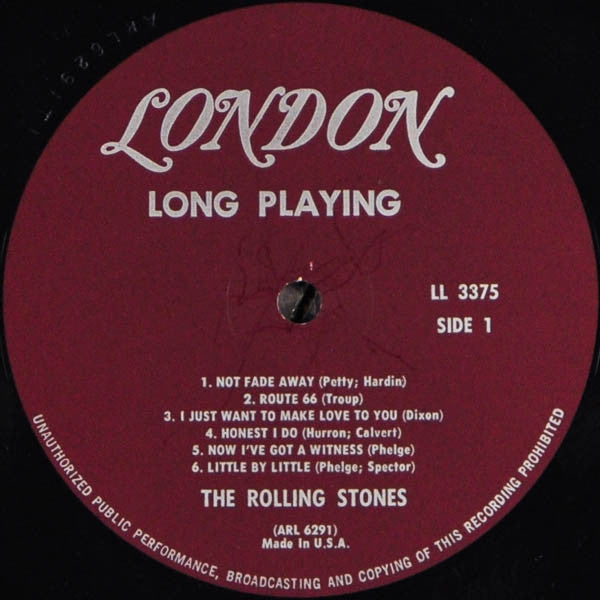 LONDON
LONG PLAYING
LL 3375
SIDE 1
1. NOT FADE AWAY (Petty; Hardin)
2. ROUTE 66 (Troup)
3. I JUST WANT TO MAKE LOVE TO YOU (Dixon)
4. HONEST I DO (Hurron; Calvert)
5. NOW I'VE GOT A WITNESS (Phelge)
6. LITTLE BY LITTLE (Phelge; Spector)
THE ROLLING STONES
(ARL 6291)
Made In U.S.A.
UNAUTHORIZED PUBLIC PERFORMANCE, BROADCASTING AND COPYING OF THIS RECORDING PROHIBITED